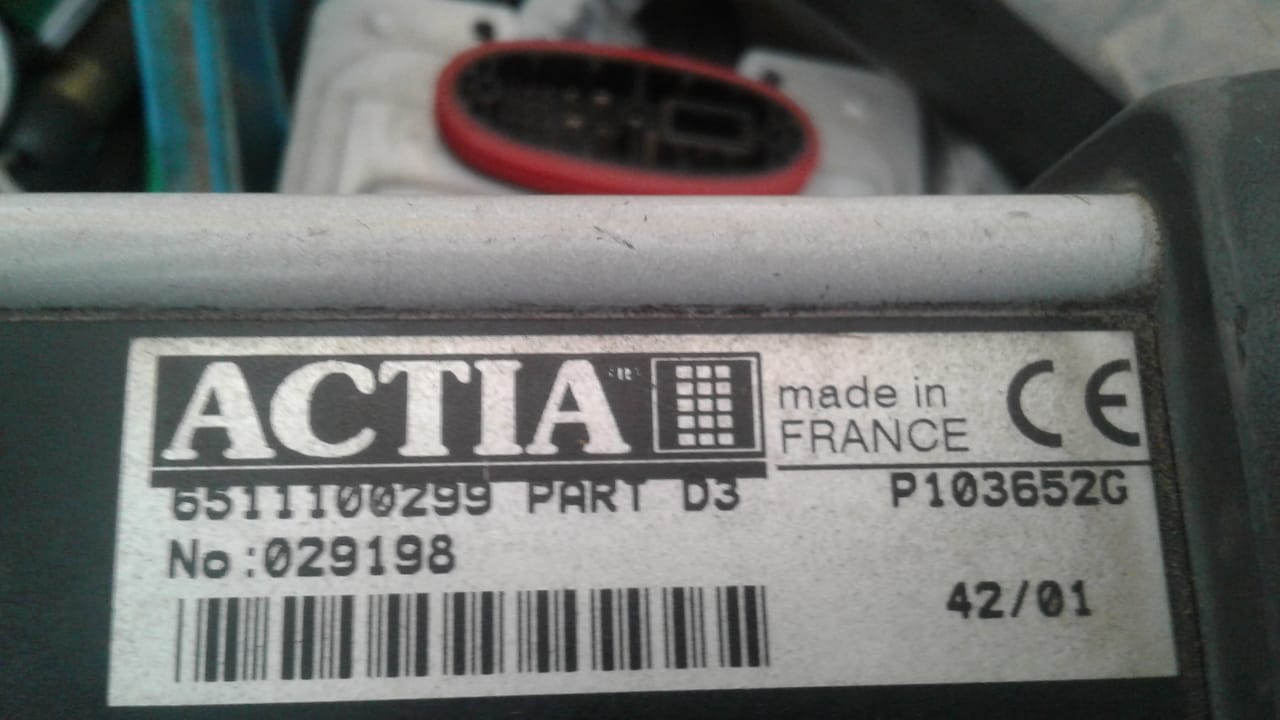 ACTIA
made in
FRANCE
CE
6511100299 PART D3
P103652G
No:029198
42/01